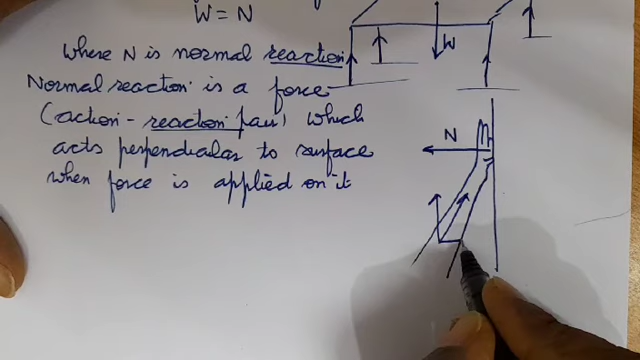 W = N
W
Where N is normal reaction
Normal reaction is a force
(action - reaction pair) which
acts perpendicular to surface
when force is applied on it
N